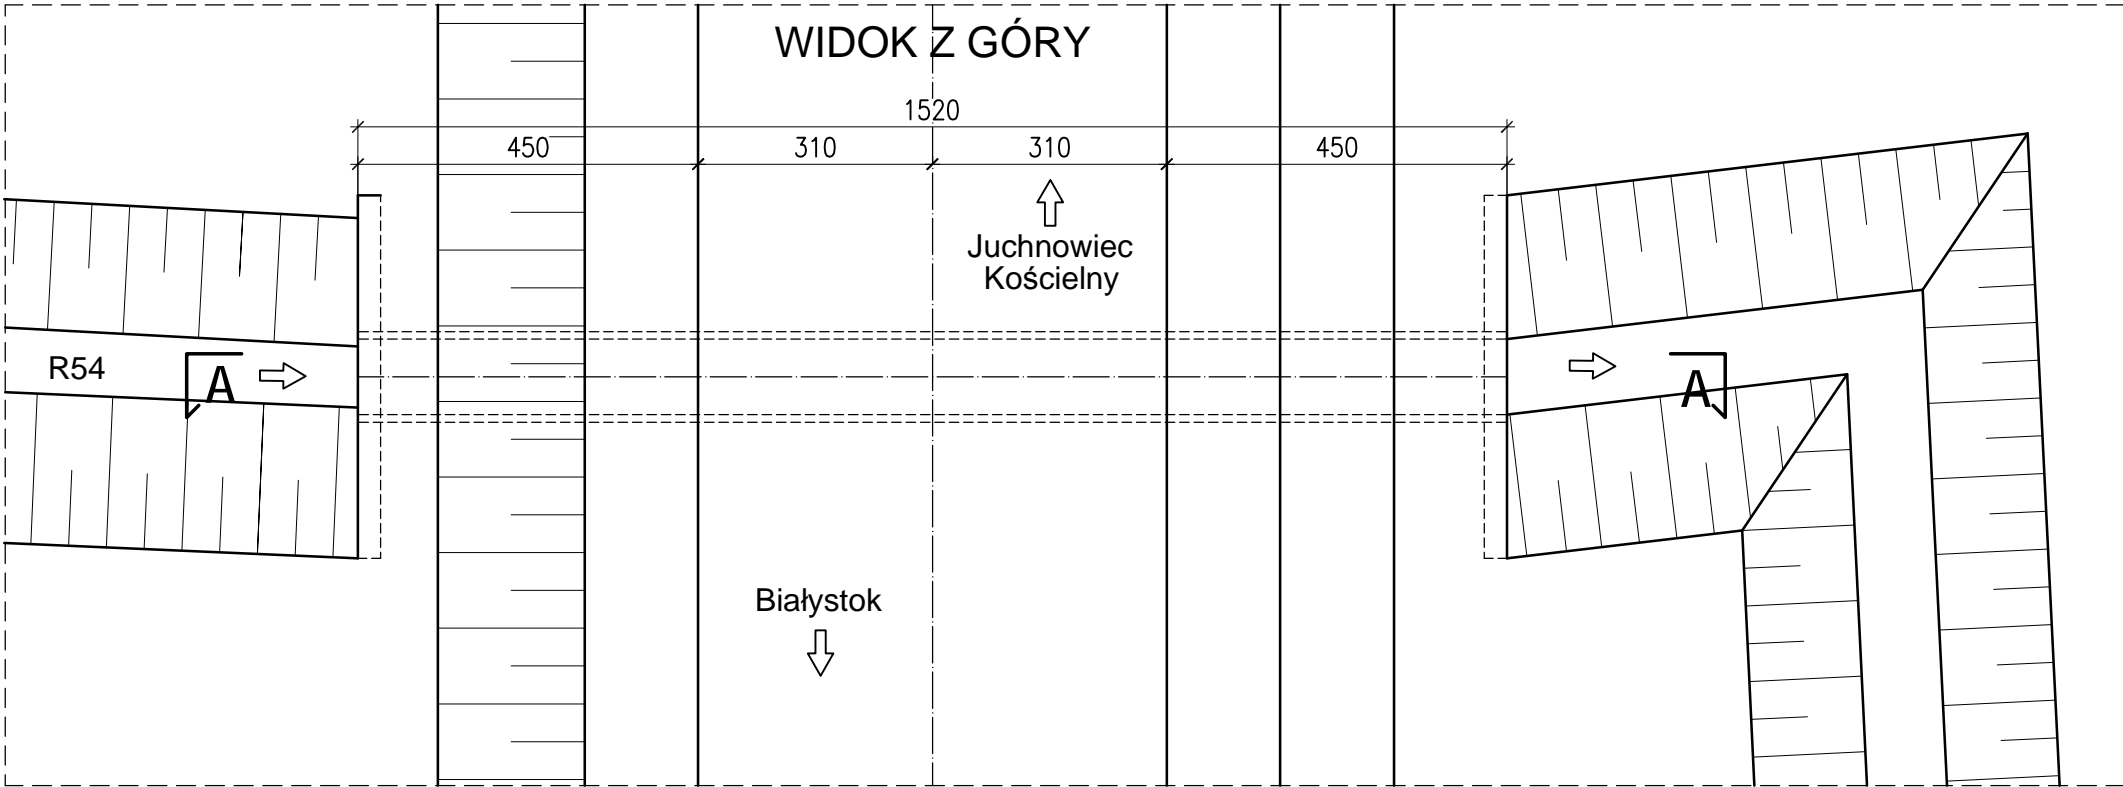 WIDOK Z GÓRY
1520
450
310
310
450
Juchnowiec
Kościelny
R54
A
A
Białystok